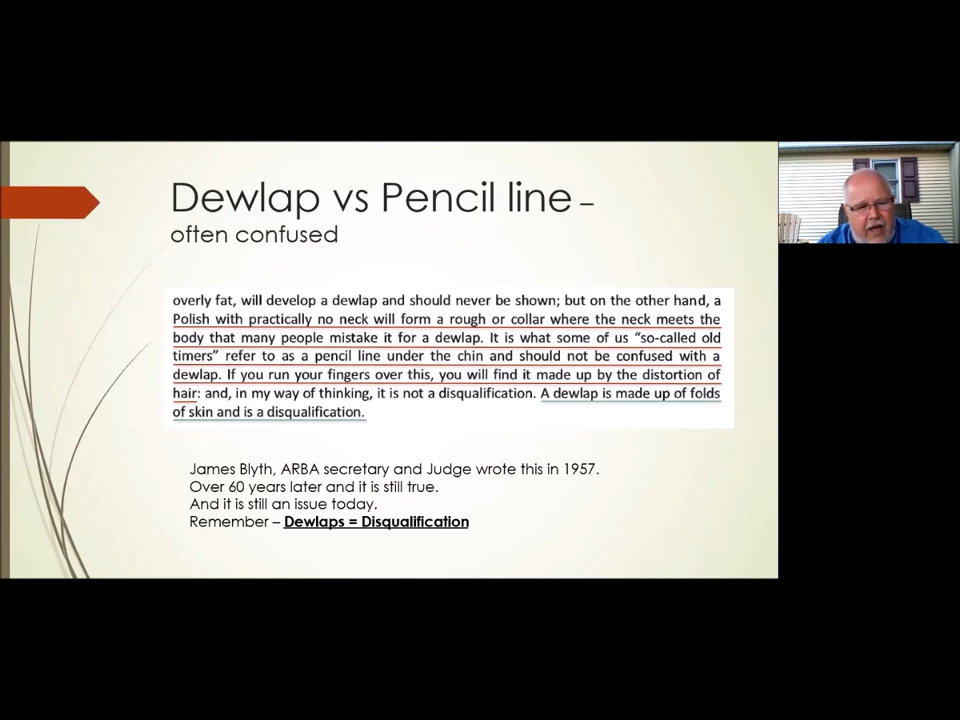 Dewlap vs Pencil line –
often confused
overly fat, will develop a dewlap and should never be shown; but on the other hand, a
Polish with practically no neck will form a rough or collar where the neck meets the
body that many people mistake it for a dewlap. It is what some of us “so-called old
timers” refer to as a pencil line under the chin and should not be confused with a
dewlap. If you run your fingers over this, you will find it made up by the distortion of
hair: and, in my way of thinking, it is not a disqualification. A dewlap is made up of folds
of skin and is a disqualification.
James Blyth, ARBA secretary and Judge wrote this in 1957.
Over 60 years later and it is still true.
And it is still an issue today.
Remember – Dewlaps = Disqualification